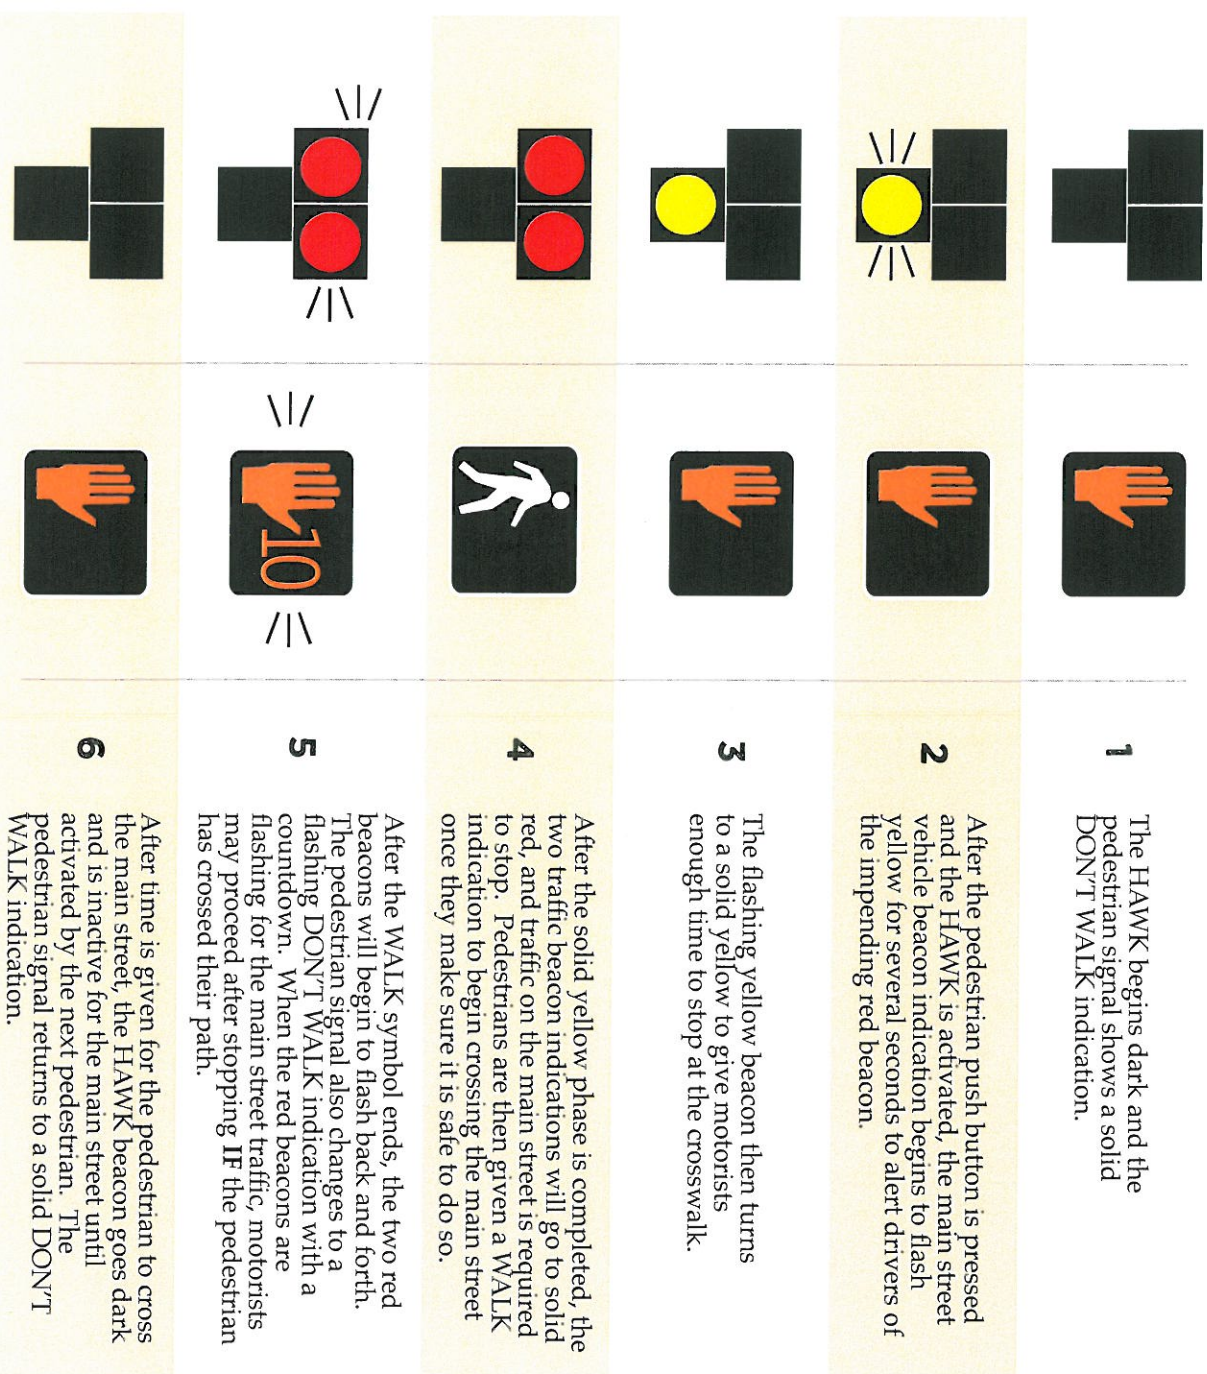 1
The HAWK begins dark and the
pedestrian signal shows a solid
DON'T WALK indication.
2
After the pedestrian push button is pressed
and the HAWK is activated, the main street
vehicle beacon indication begins to flash
yellow for several seconds to alert drivers of
the impending red beacon.
3
The flashing yellow beacon then turns
to a solid yellow to give motorists
enough time to stop at the crosswalk.
4
After the solid yellow phase is completed, the
two traffic beacon indications will go to solid
red, and traffic on the main street is required
to stop. Pedestrians are then given a WALK
indication to begin crossing the main street
once they make sure it is safe to do so.
10
5
After the WALK symbol ends, the two red
beacons will begin to flash back and forth.
The pedestrian signal also changes to a
flashing DON'T WALK indication with a
countdown. When the red beacons are
flashing for the main street traffic, motorists
may proceed after stopping IF the pedestrian
has crossed their path.
6
After time is given for the pedestrian to cross
the main street, the HAWK beacon goes dark
and is inactive for the main street until
activated by the next pedestrian. The
pedestrian signal returns to a solid DON'T
WALK indication.